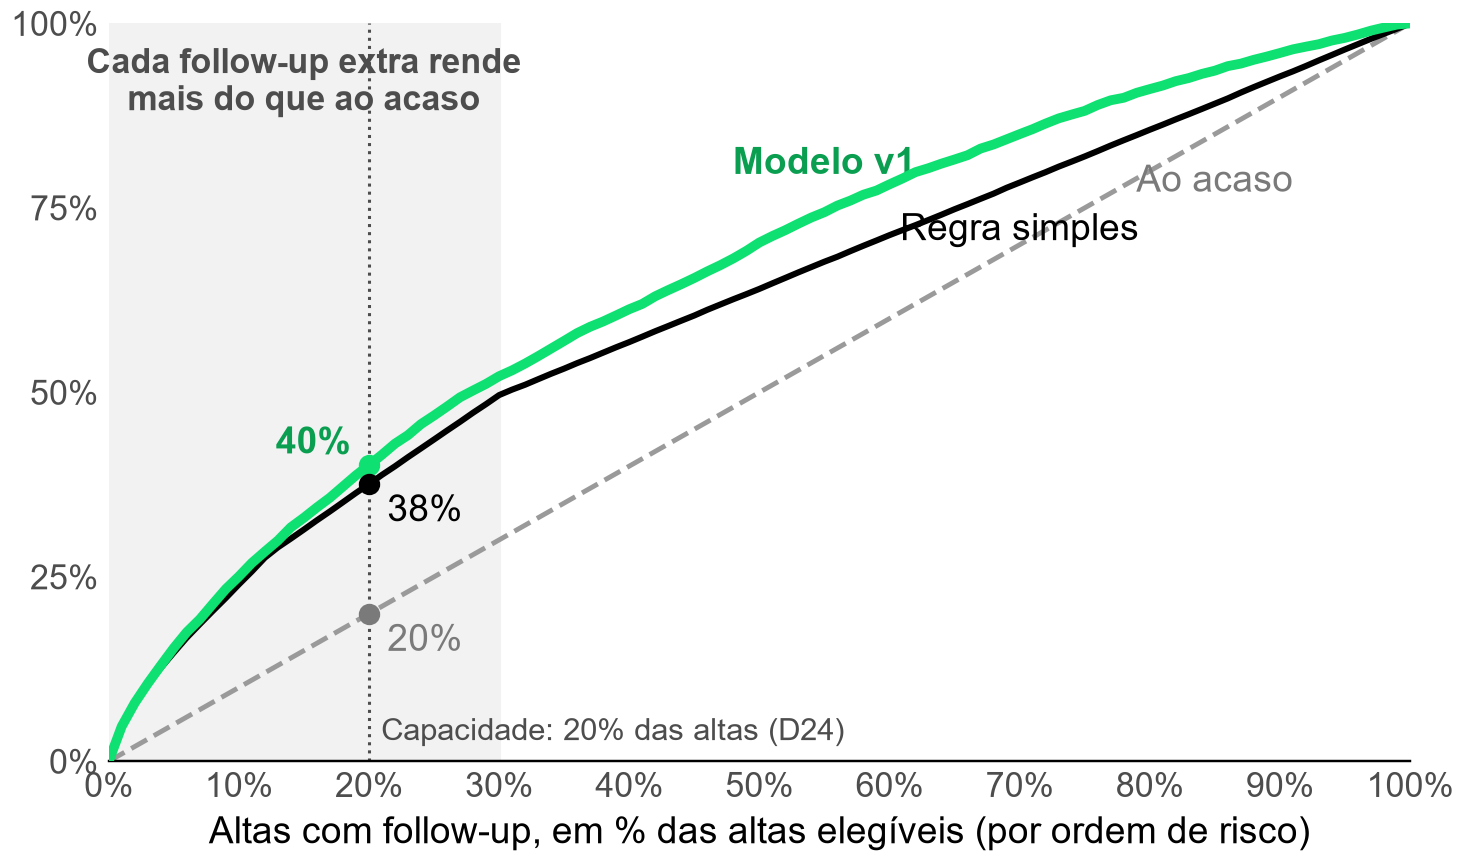 100%
Cada follow-up extra rende
mais do que ao acaso
Modelo v1
Ao acaso
75%
Regra simples
50%
40%
38%
25%
20%
Capacidade: 20% das altas (D24)
0%
0% 10% 20% 30% 40% 50% 60% 70% 80% 90% 100%
Altas com follow-up, em % das altas elegíveis (por ordem de risco)